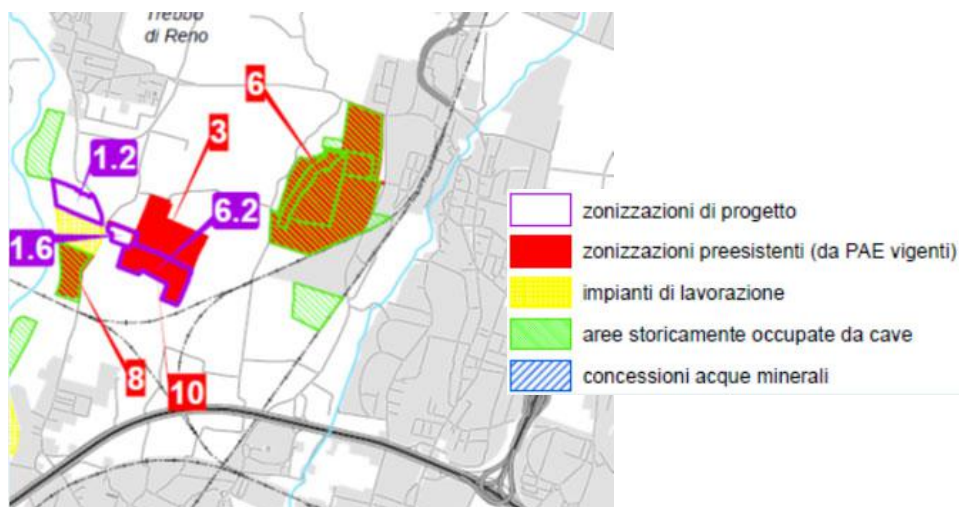 Trebbo
di Reno
6
3
1.2
6.2
1.6
8
10
zonizzazioni di progetto
zonizzazioni preesistenti (da PAE vigenti)
impianti di lavorazione
aree storicamente occupate da cave
concessioni acque minerali